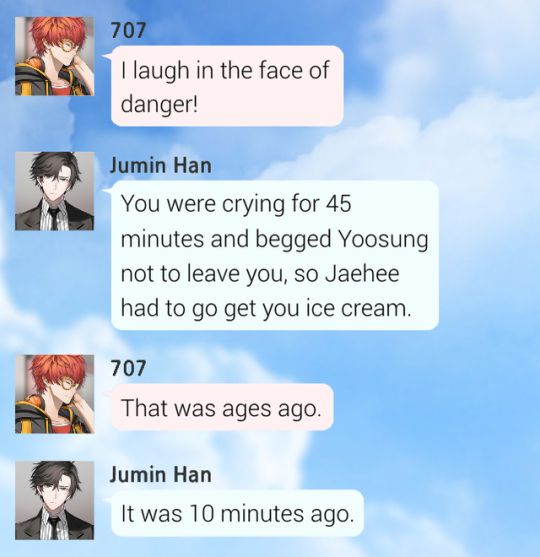 707
I laugh in the face of
danger!
Jumin Han
You were crying for 45
minutes and begged Yoosung
not to leave you, so Jaehee
had to go get you ice cream.
707
That was ages ago.
Jumin Han
It was 10 minutes ago.